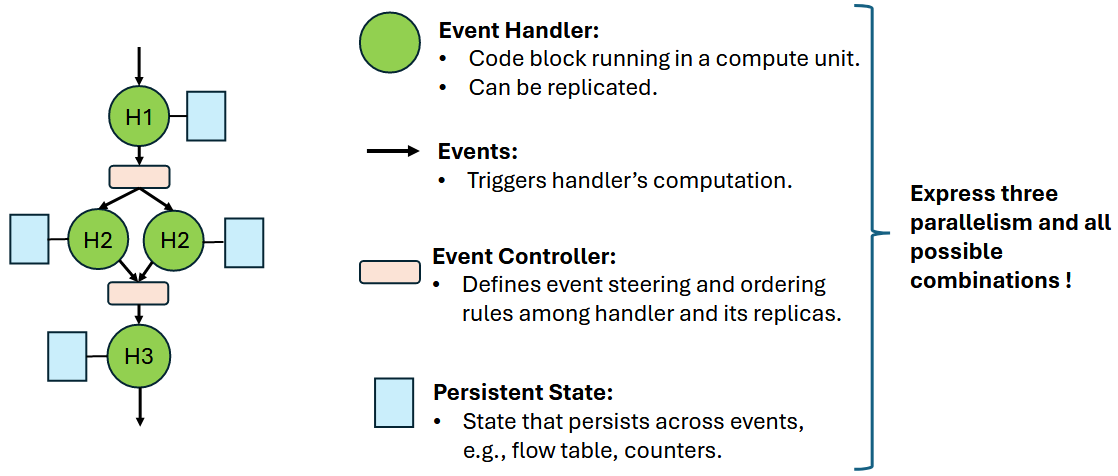 H1
H2
H2
H3
Event Handler:
• Code block running in a compute unit.
• Can be replicated.
Events:
• Triggers handler's computation.
Event Controller:
• Defines event steering and ordering
rules among handler and its replicas.
Persistent State:
• State that persists across events,
e.g., flow table, counters.
Express three
parallelism and all
possible
combinations !